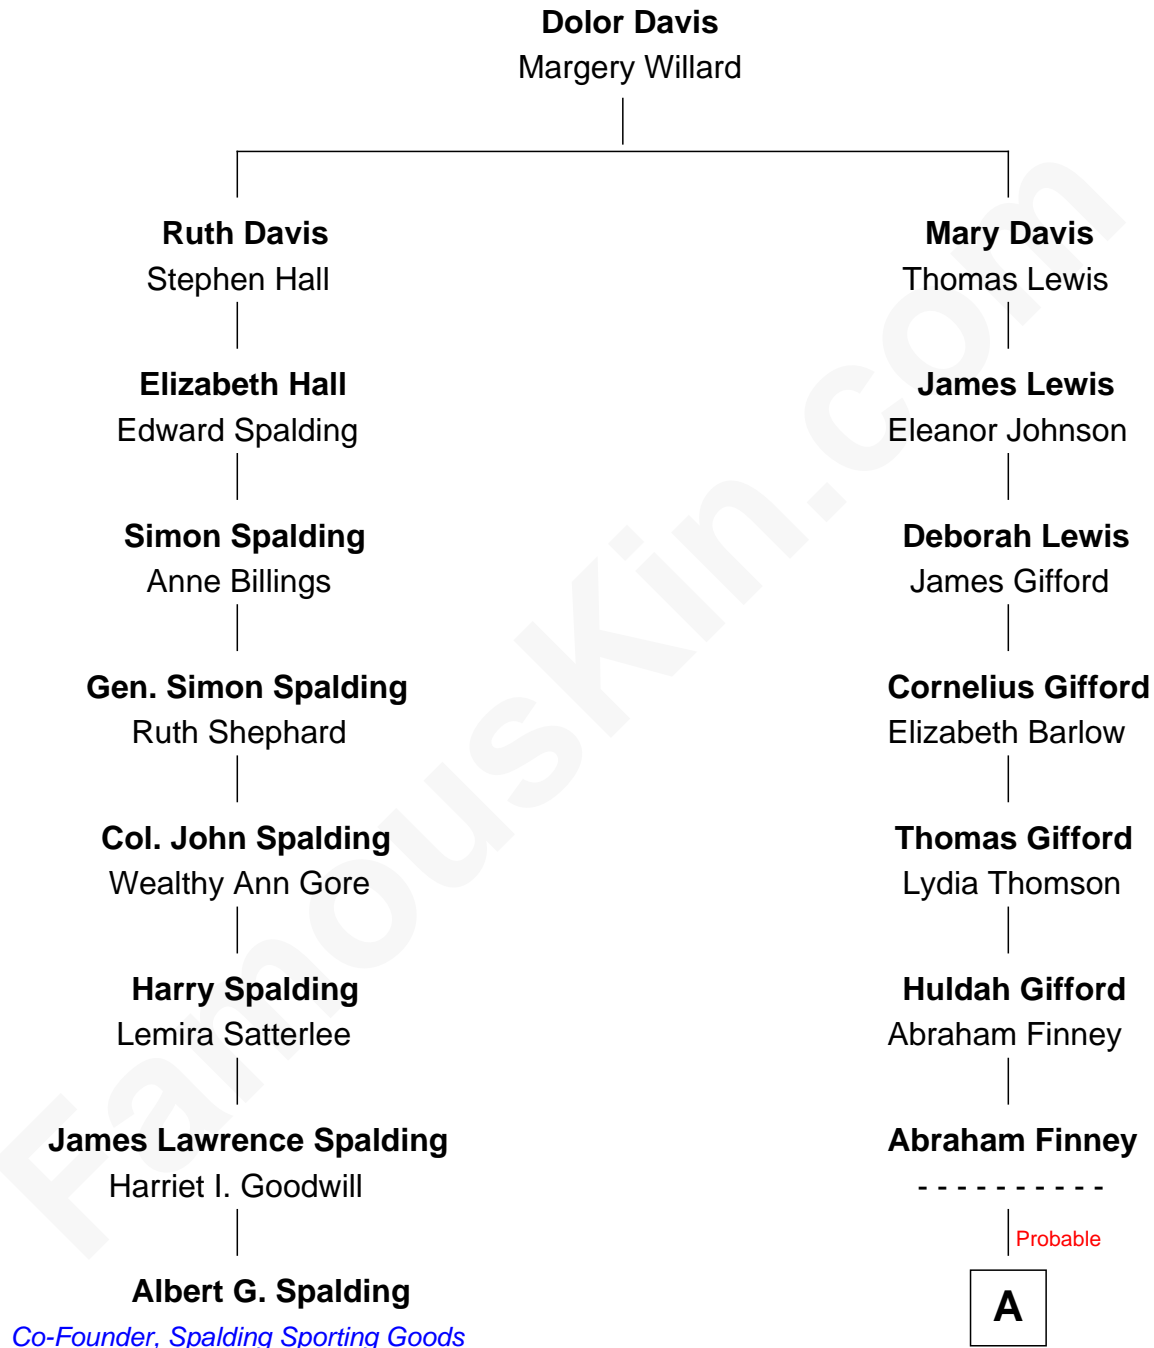 Dolor Davis
Margery Willard
Ruth Davis
Stephen Hall
Mary Davis
Thomas Lewis
Elizabeth Hall
Edward Spalding
James Lewis
Eleanor Johnson
Simon Spalding
Anne Billings
Deborah Lewis
James Gifford
Gen. Simon Spalding
Ruth Shephard
Cornelius Gifford
Elizabeth Barlow
Col. John Spalding
Wealthy Ann Gore
Thomas Gifford
Lydia Thomson
Harry Spalding
Lemira Satterlee
Huldah Gifford
Abraham Finney
James Lawrence Spalding
Harriet I. Goodwill
Abraham Finney
- - - - - - - - - -
Probable
Albert G. Spalding
Co-Founder, Spalding Sporting Goods
A
FamousKin.com